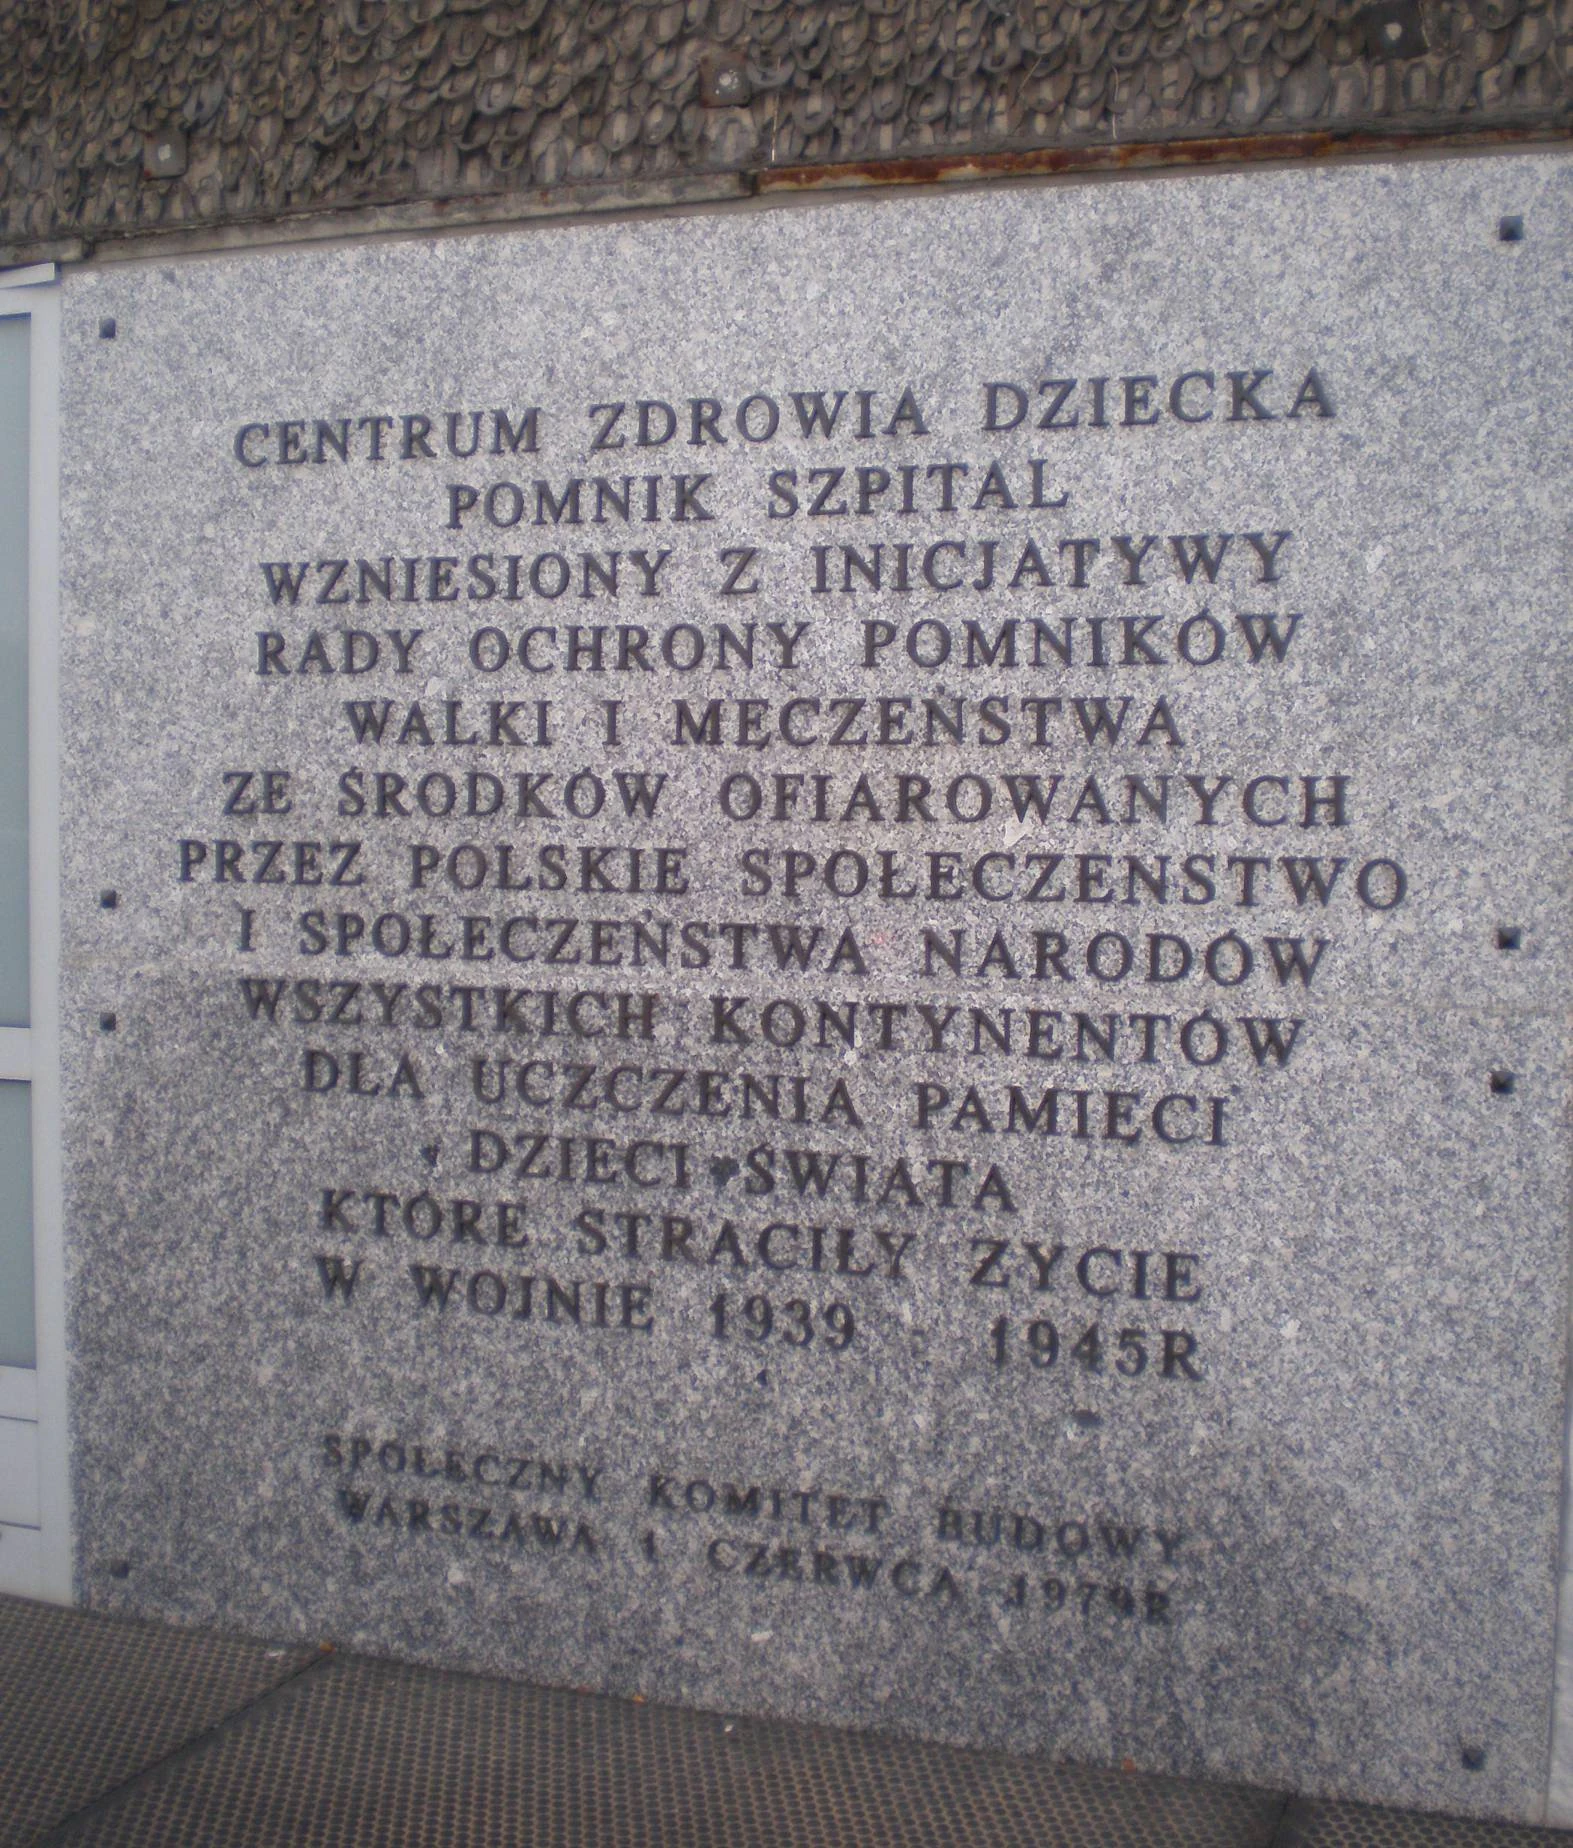 CENTRUM ZDROWIA DZIECKA
POMNIK SZPITAL
WZNIESIONY Z INICJATYWY
RADY OCHRONY POMNIKÓW
WALKI I MĘCZEŃSTWA
ZE ŚRODKÓW OFIAROWANYCH
PRZEZ POLSKIE SPOŁECZENSTWO
I SPOŁECZEŃSTWA NARODÓW
WSZYSTKICH KONTYNENTÓW
DLA UCZCZENIA PAMIECI
DZIECI ŚWIATA
KTÓRE STRACIŁY ZYCIE
W WOJNIE 1939 - 1945R
SPOŁECZNY KOMITET BUDOWY
WARSZAWA 1 CZERWCA 1979R